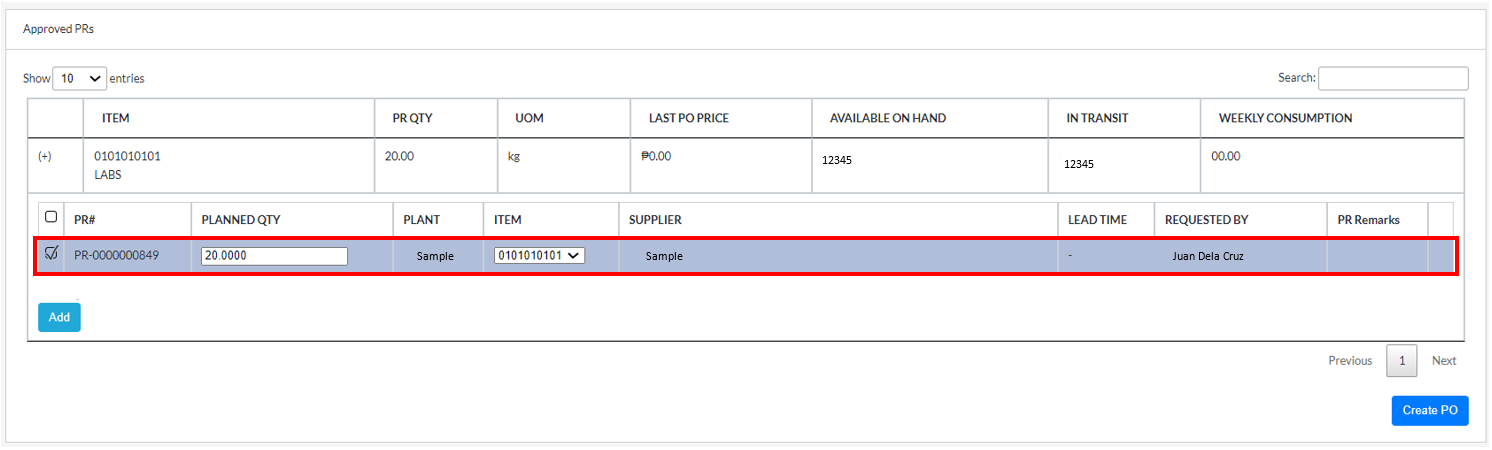 Approved PRs
Show 10 entries Search:
ITEM PR QTY UOM LAST PO PRICE AVAILABLE ON HAND IN TRANSIT WEEKLY CONSUMPTION
(+) 0101010101 20.00 kg ₱0.00 12345 12345 00.00
LABS
PR# PLANNED QTY PLANT ITEM SUPPLIER LEAD TIME REQUESTED BY PR Remarks
PR-0000000849 20.0000 Sample 0101010101 Sample - Juan Dela Cruz
Add
Previous 1 Next
Create PO